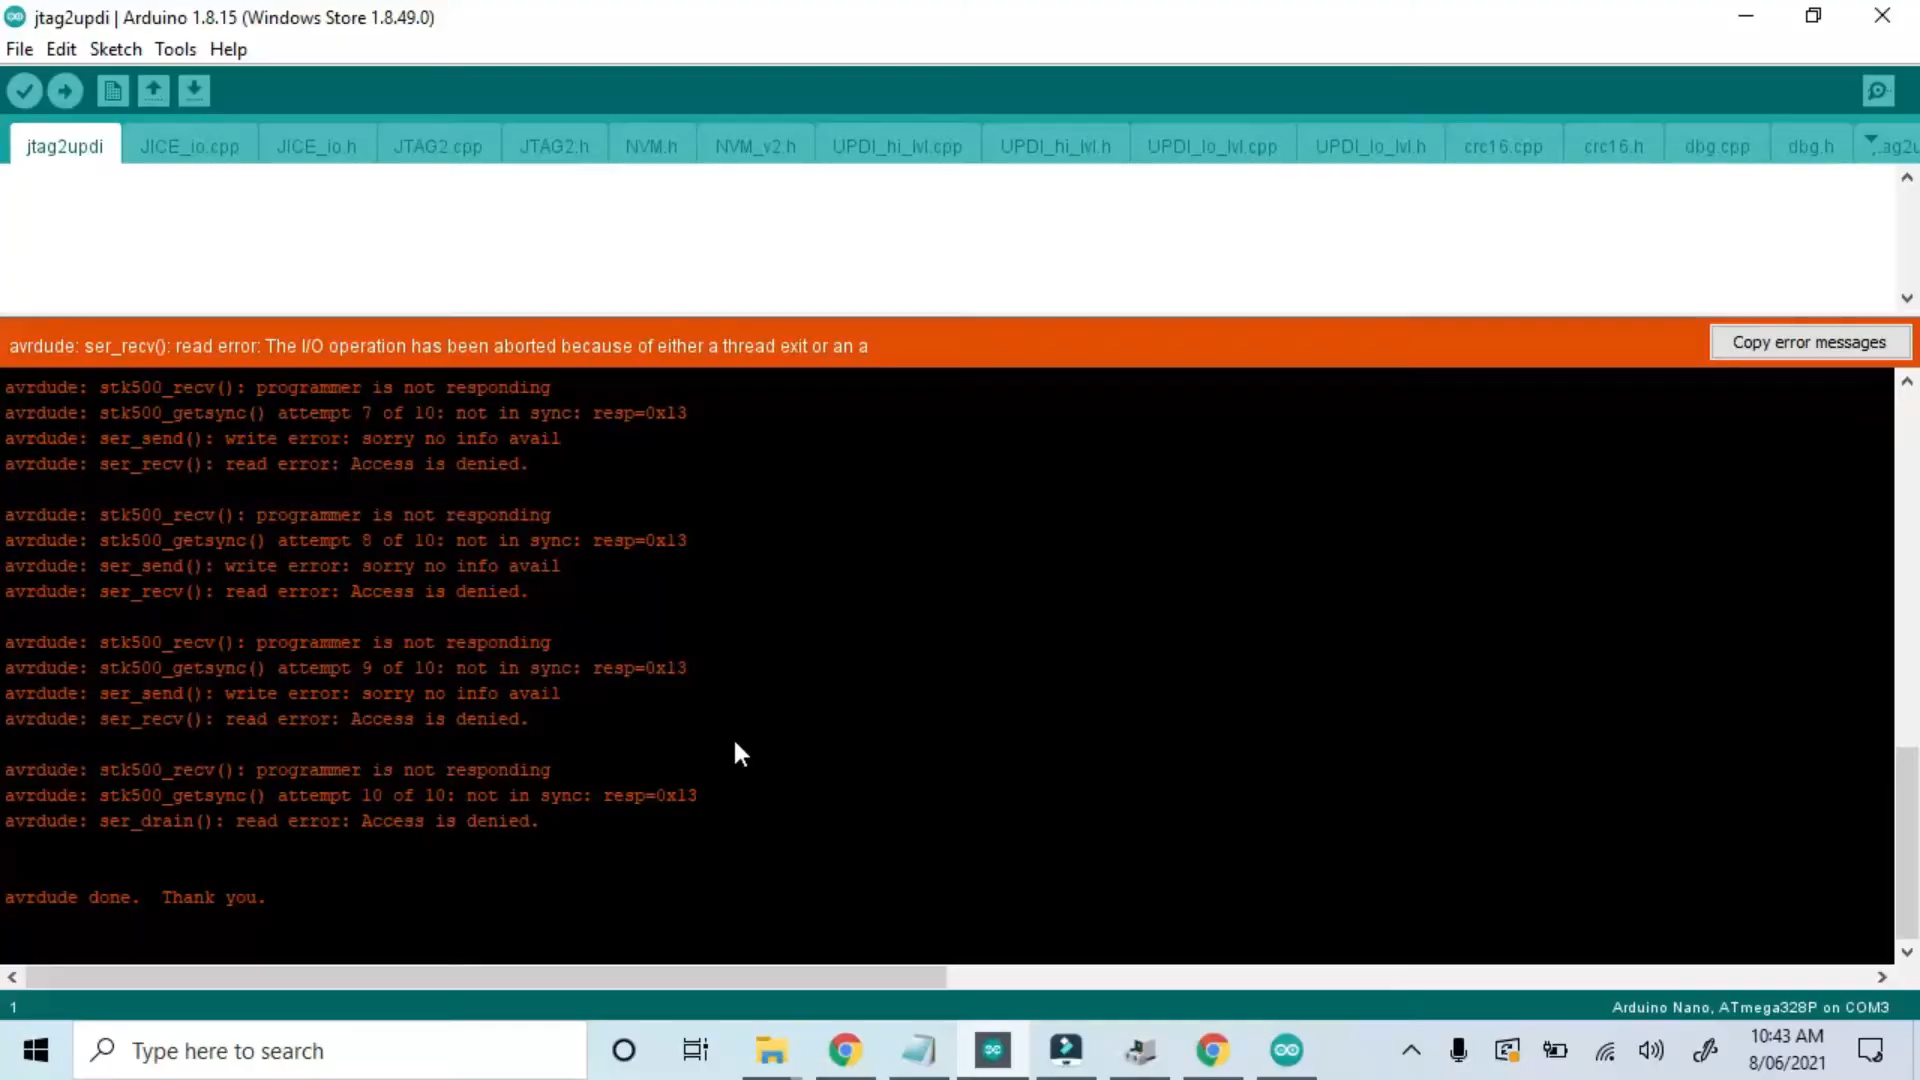 jtag2updi | Arduino 1.8.15 (Windows Store 1.8.49.0)
File Edit Sketch Tools Help
jtag2updi JICE_io.cpp JICE_io.h JTAG2.cpp JTAG2.h NVM.h NVM_v2.h UPDI_hi_lvl.cpp UPDI_hi_lvl.h UPDI_lo_lvl.cpp UPDI_lo_lvl.h crc16.cpp crc16.h dbg.cpp dbg.h
avrdude: ser_recv(): read error: The I/O operation has been aborted because of either a thread exit or an a
Copy error messages
avrdude: stk500_recv(): programmer is not responding
avrdude: stk500_getsync() attempt 7 of 10: not in sync: resp=0x13
avrdude: ser_send(): write error: sorry no info avail
avrdude: ser_recv(): read error: Access is denied.
avrdude: stk500_recv(): programmer is not responding
avrdude: stk500_getsync() attempt 8 of 10: not in sync: resp=0x13
avrdude: ser_send(): write error: sorry no info avail
avrdude: ser_recv(): read error: Access is denied.
avrdude: stk500_recv(): programmer is not responding
avrdude: stk500_getsync() attempt 9 of 10: not in sync: resp=0x13
avrdude: ser_send(): write error: sorry no info avail
avrdude: ser_recv(): read error: Access is denied.
avrdude: stk500_recv(): programmer is not responding
avrdude: stk500_getsync() attempt 10 of 10: not in sync: resp=0x13
avrdude: ser_drain(): read error: Access is denied.
avrdude done. Thank you.
1
Arduino Nano, ATmega328P on COM3
Type here to search
10:43 AM
8/06/2021